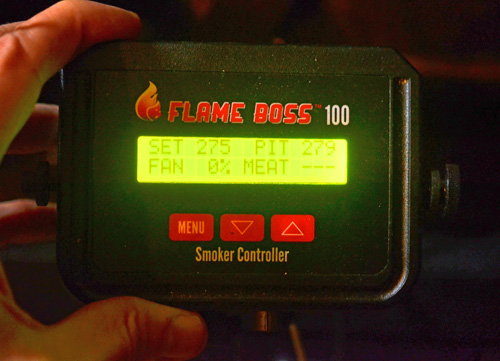 FLAME BOSS™ 100
SET 275 PIT 279
FAN 0% MEAT ---
MENU
Smoker Controller